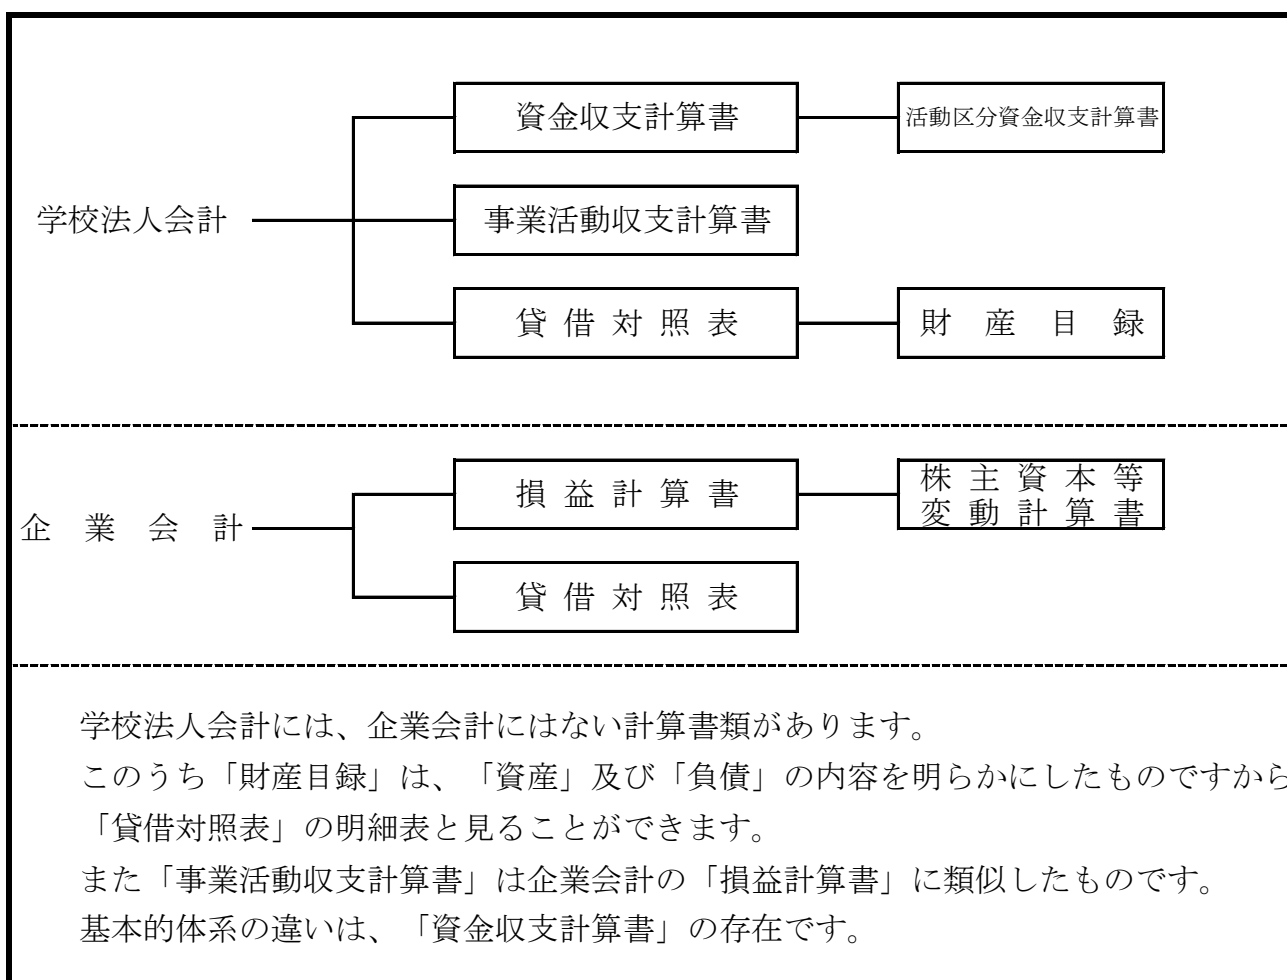 資金収支計算書
活動区分資金収支計算書
学校法人会計
事業活動収支計算書
貸借対照表
財産目録
損益計算書
株主資本等
変動計算書
企業会計
貸借対照表
学校法人会計には、企業会計にはない計算書類があります。
このうち「財産目録」は、「資産」及び「負債」の内容を明らかにしたものですから
「貸借対照表」の明細表と見ることができます。
また「事業活動収支計算書」は企業会計の「損益計算書」に類似したものです。
基本的体系の違いは、「資金収支計算書」の存在です。